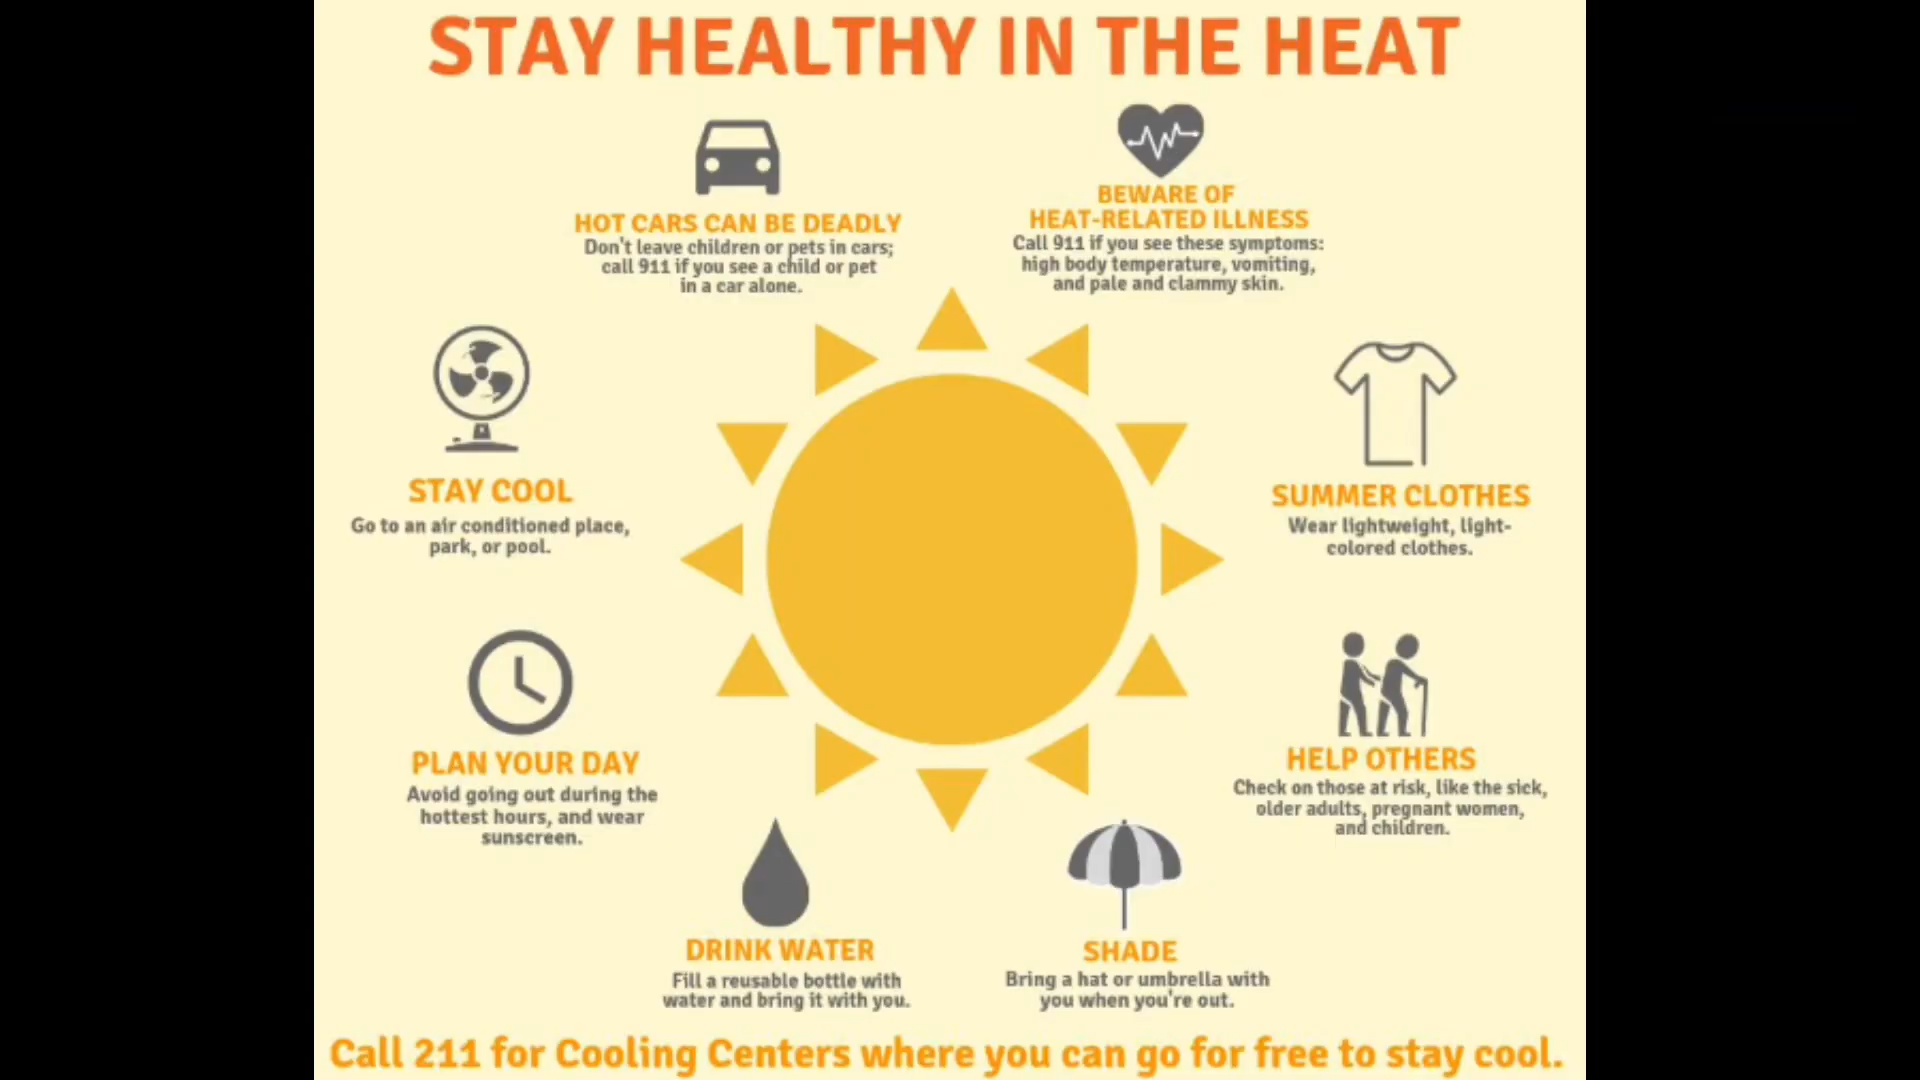 STAY HEALTHY IN THE HEAT
HOT CARS CAN BE DEADLY
Don't leave children or pets in cars;
call 911 if you see a child or pet
in a car alone.
BEWARE OF
HEAT-RELATED ILLNESS
Call 911 if you see these symptoms:
high body temperature, vomiting,
and pale and clammy skin.
STAY COOL
Go to an air conditioned place,
park, or pool.
SUMMER CLOTHES
Wear lightweight, light-
colored clothes.
PLAN YOUR DAY
Avoid going out during the
hottest hours, and wear
sunscreen.
HELP OTHERS
Check on those at risk, like the sick,
older adults, pregnant women,
and children.
DRINK WATER
Fill a reusable bottle with
water and bring it with you.
SHADE
Bring a hat or umbrella with
you when you're out.
Call 211 for Cooling Centers where you can go for free to stay cool.